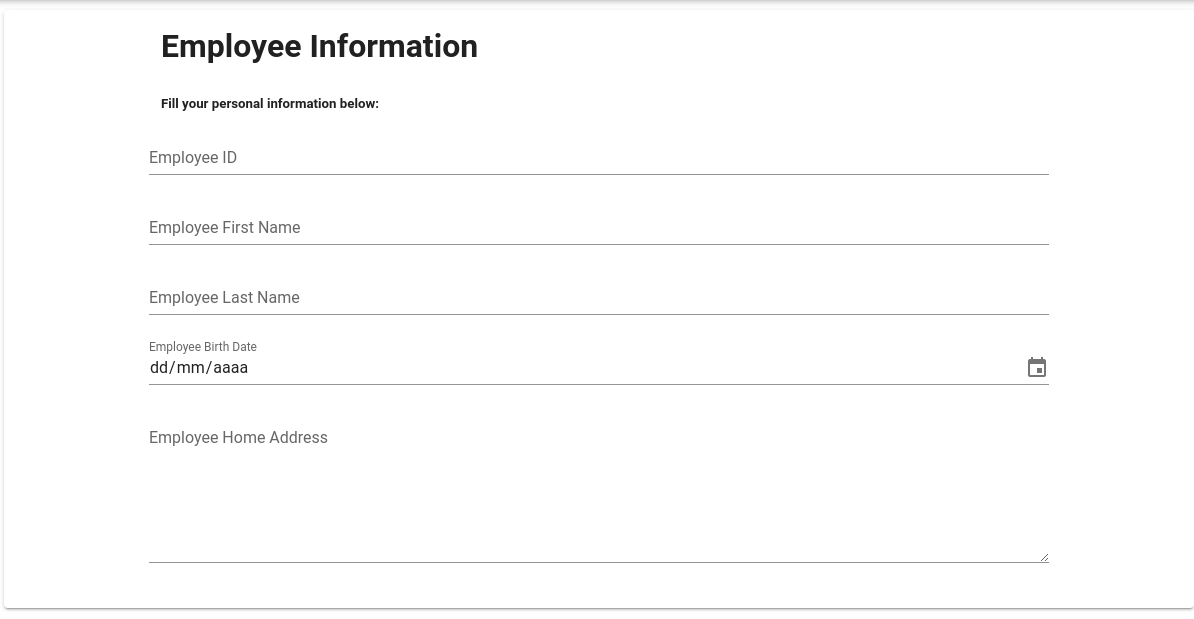 Employee Information
Fill your personal information below:
Employee ID
Employee First Name
Employee Last Name
Employee Birth Date
dd/mm/aaaa
Employee Home Address